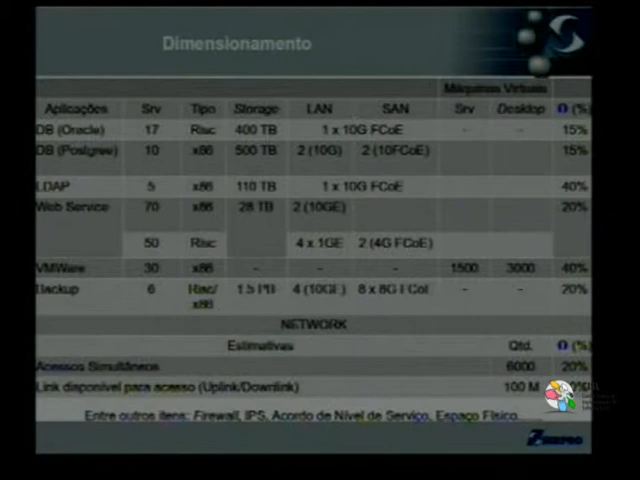 Dimensionamento
Máquinas Virtuais
Aplicações Srv Tipo Storage LAN SAN Srv Desktop (%)
DB (Oracle) 17 Risc 400 TB 1 x 10G FCoE - - 15%
DB (Postgree) 10 x86 500 TB 2 (10G) 2 (10FCoE) 15%
LDAP 5 x86 110 TB 1 x 10G FCoE 40%
Web Service 70 x86 28 TB 2 (10GE) 20%
50 Risc 4 x 1GE 2 (4G FCoE)
VMWare 30 x86 - - - 1500 3000 40%
Backup 6 Risc/ 1.5 PB 4 (10GE) 8 x 8G FCoE - - 20%
x86
NETWORK
Estimativas Qtd. (%)
Acessos Simultâneos 6000 20%
Link disponível para acesso (Uplink/Downlink) 100 M
Entre outros itens: Firewall, IPS, Acordo de Nível de Serviço, Espaço Físico...